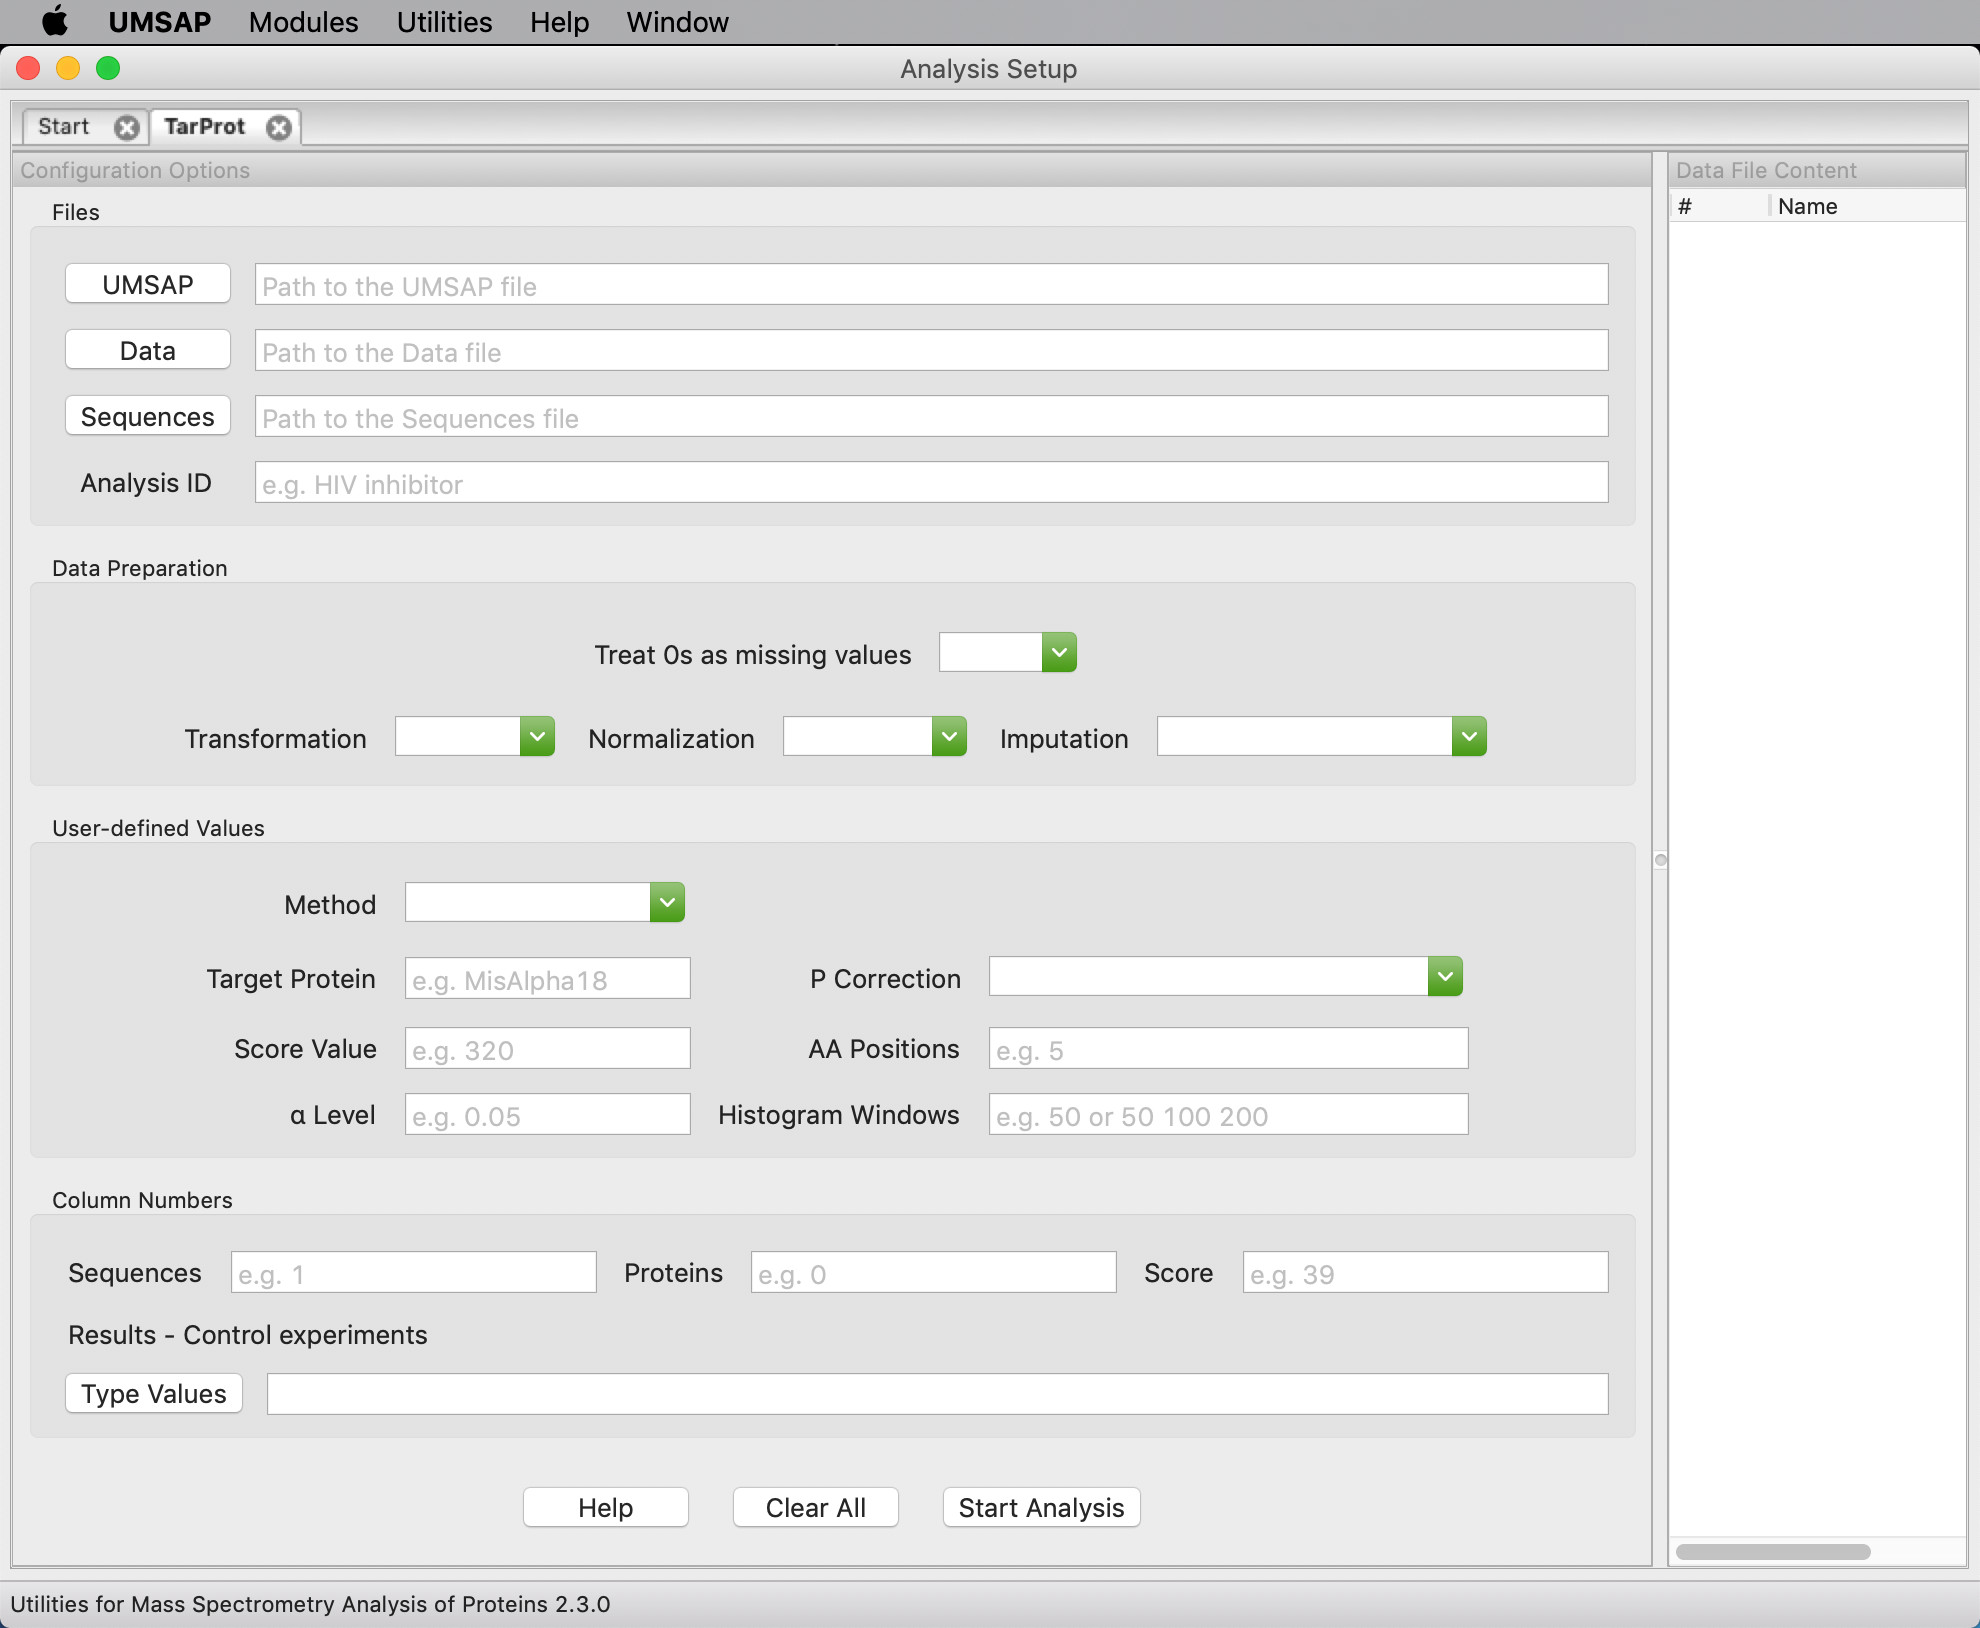 UMSAP Modules Utilities Help Window
Analysis Setup
Start TarProt
Configuration Options
Data File Content
# Name
Files
UMSAP Path to the UMSAP file
Data Path to the Data file
Sequences Path to the Sequences file
Analysis ID e.g. HIV inhibitor
Data Preparation
Treat 0s as missing values
Transformation Normalization Imputation
User-defined Values
Method
Target Protein e.g. MisAlpha18 P Correction
Score Value e.g. 320 AA Positions e.g. 5
α Level e.g. 0.05 Histogram Windows e.g. 50 or 50 100 200
Column Numbers
Sequences e.g. 1 Proteins e.g. 0 Score e.g. 39
Results - Control experiments
Type Values
Help Clear All Start Analysis
Utilities for Mass Spectrometry Analysis of Proteins 2.3.0